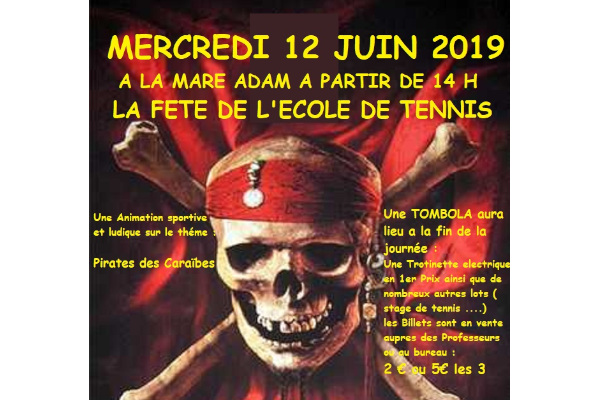 MERCREDI 12 JUIN 2019
A LA MARE ADAM A PARTIR DE 14 H
LA FETE DE L'ECOLE DE TENNIS
Une Animation sportive
et ludique sur le théme :
Pirates des Caraïbes
Une TOMBOLA aura
lieu a la fin de la
journée :
Une Trotinette electrique
en 1er Prix ainsi que de
nombreux autres lots (
stage de tennis ....)
les Billets sont en vente
aupres des Professeurs
ou au bureau :
2 € ou 5€ les 3